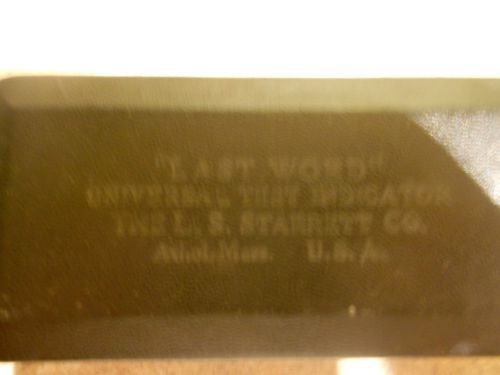 "LAST WORD"
UNIVERSAL TEST INDICATOR
THE L. S. STARRETT CO.
Athol, Mass. U. S. A.